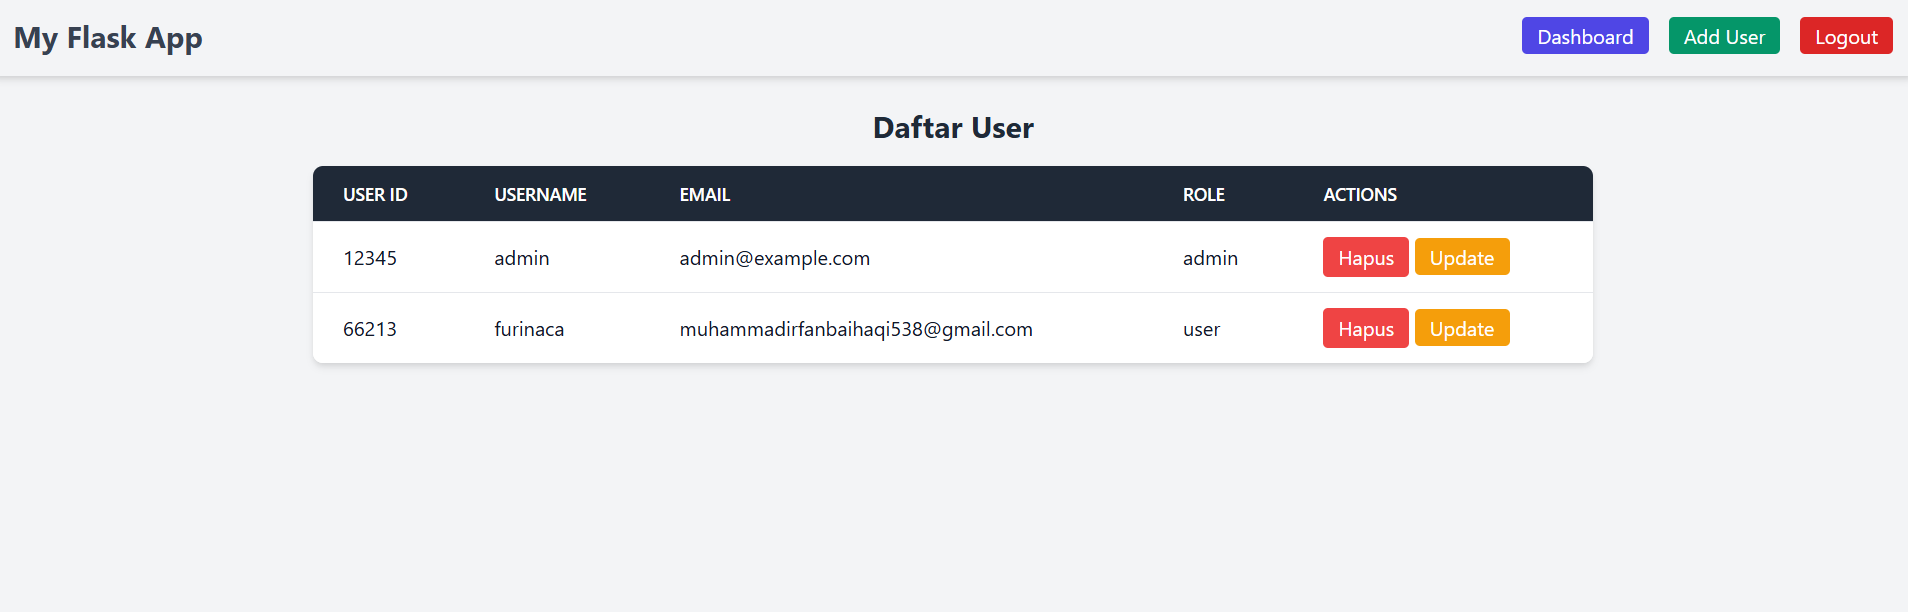 My Flask App Dashboard Add User Logout
Daftar User
USER ID USERNAME EMAIL ROLE ACTIONS
12345 admin admin@example.com admin Hapus Update
66213 furinaca muhammadirfanbaihaqi538@gmail.com user Hapus Update